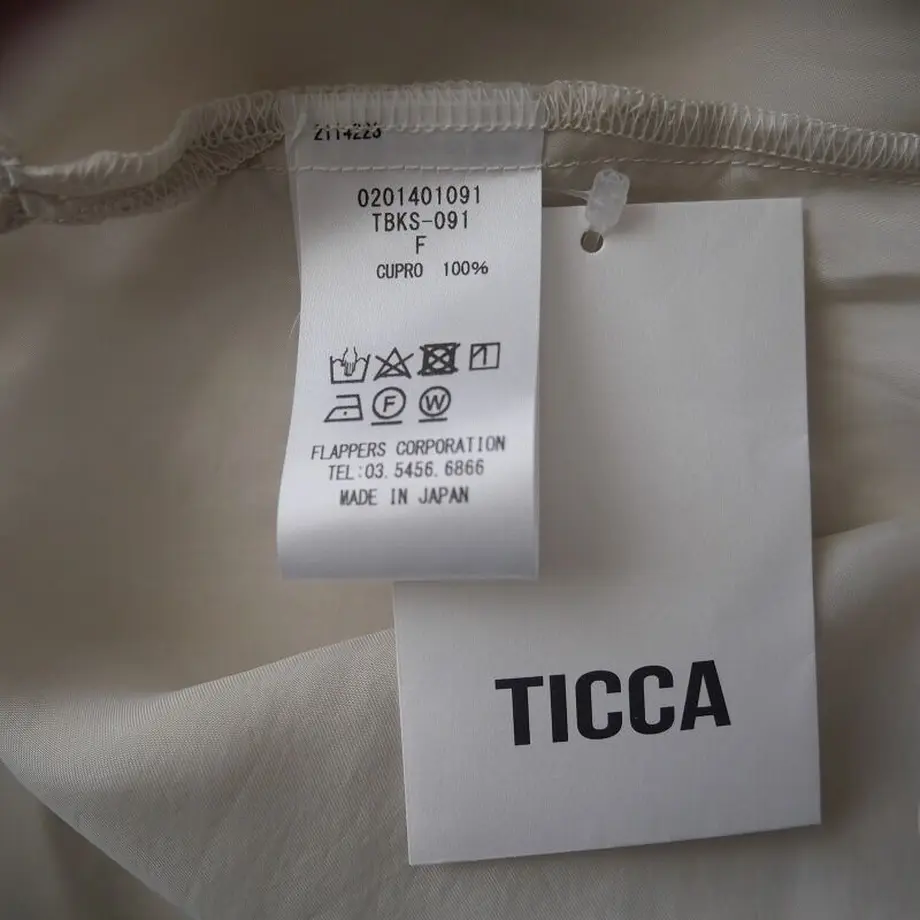 2114223
0201401091
TBKS-091
F
CUPRO 100%
F W
FLAPPERS CORPORATION
TEL:03.5456.6866
MADE IN JAPAN
TICCA